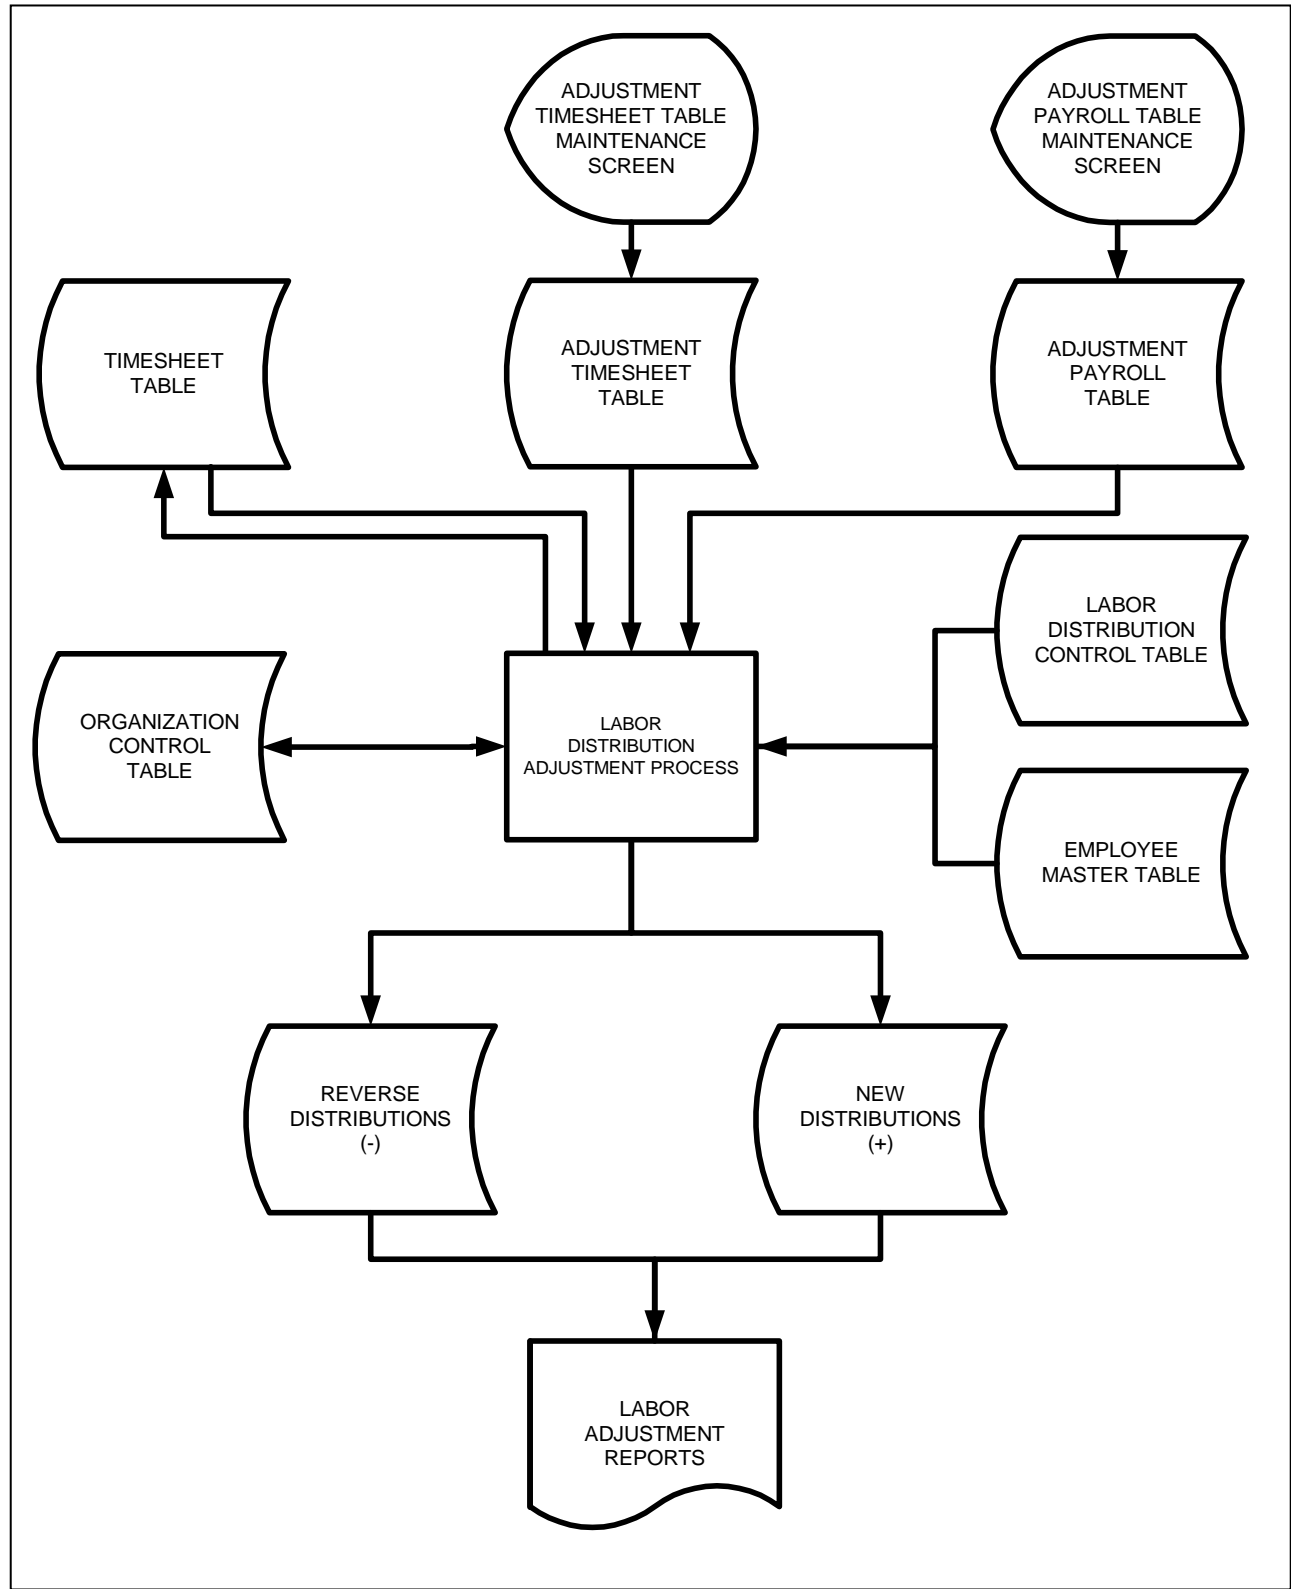 ADJUSTMENT
TIMESHEET TABLE
MAINTENANCE
SCREEN
ADJUSTMENT
PAYROLL TABLE
MAINTENANCE
SCREEN
TIMESHEET
TABLE
ADJUSTMENT
TIMESHEET
TABLE
ADJUSTMENT
PAYROLL
TABLE
LABOR
DISTRIBUTION
CONTROL TABLE
ORGANIZATION
CONTROL
TABLE
LABOR
DISTRIBUTION
ADJUSTMENT PROCESS
EMPLOYEE
MASTER TABLE
REVERSE
DISTRIBUTIONS
(-)
NEW
DISTRIBUTIONS
(+)
LABOR
ADJUSTMENT
REPORTS